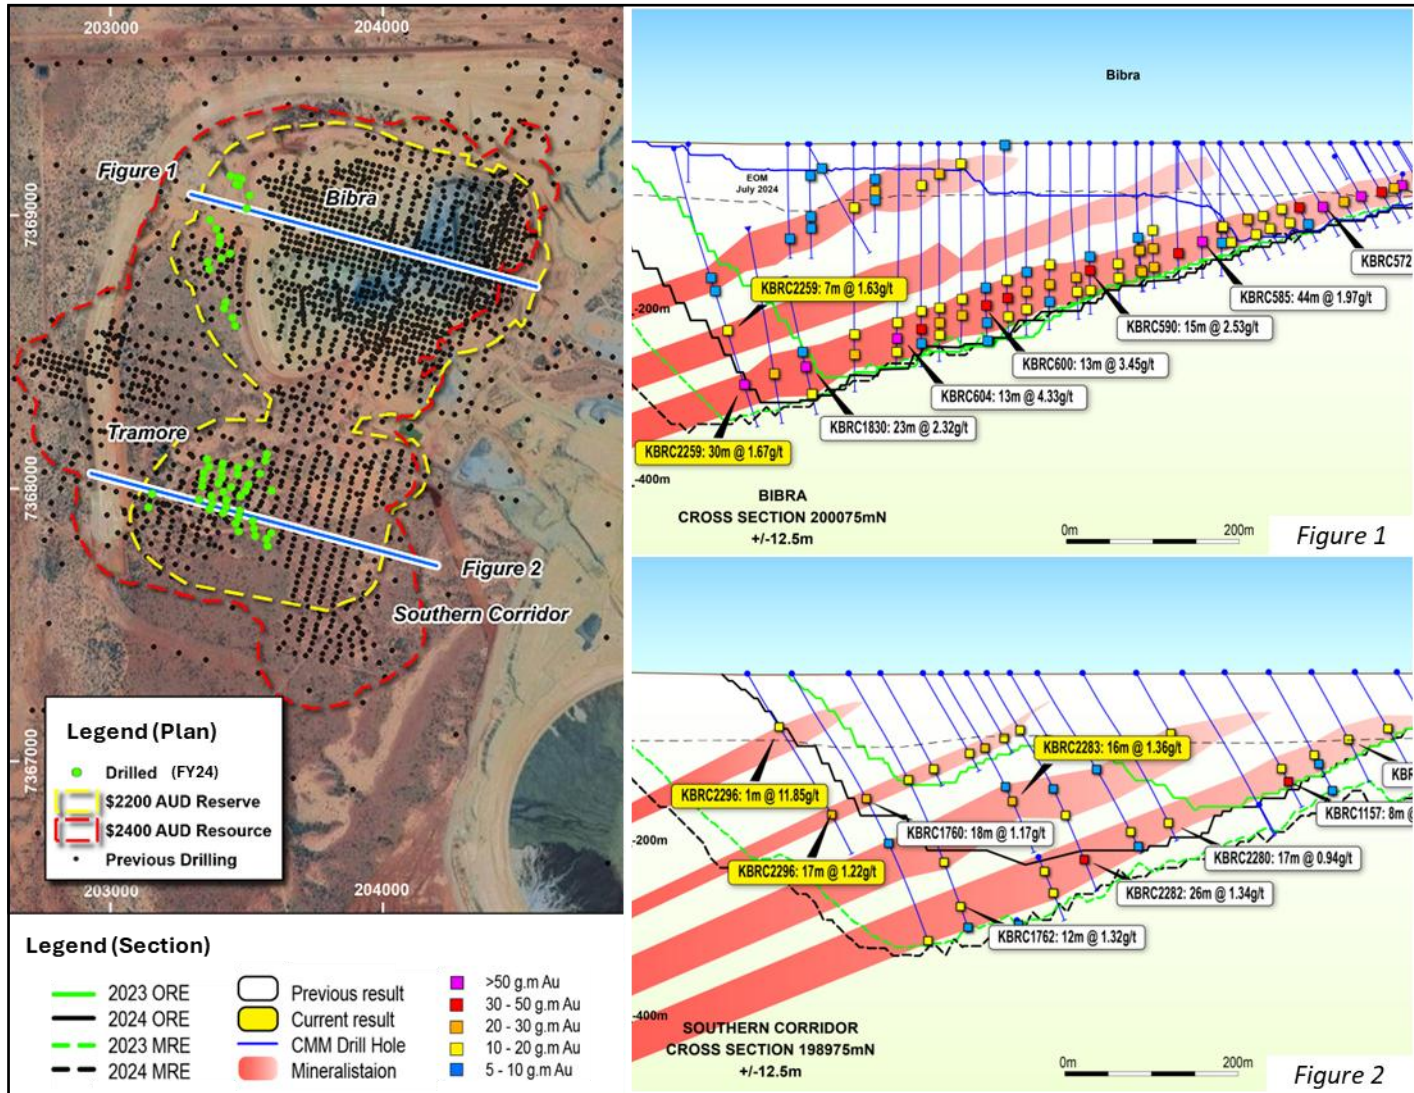 203000
204000
7369000
7368000
7367000
Figure 1
Bibra
Tramore
Figure 2
Southern Corridor
Legend (Plan)
Drilled (FY24)
$2200 AUD Reserve
$2400 AUD Resource
Previous Drilling
203000
204000
Legend (Section)
2023 ORE
2024 ORE
2023 MRE
2024 MRE
Previous result
Current result
CMM Drill Hole
Mineralistaion
>50 g.m Au
30 - 50 g.m Au
20 - 30 g.m Au
10 - 20 g.m Au
5 - 10 g.m Au
Bibra
EOM
July 2024
-200m
-400m
KBRC2259: 7m @ 1.63g/t
KBRC2259: 30m @ 1.67g/t
KBRC1830: 23m @ 2.32g/t
KBRC604: 13m @ 4.33g/t
KBRC600: 13m @ 3.45g/t
KBRC590: 15m @ 2.53g/t
KBRC585: 44m @ 1.97g/t
KBRC572
BIBRA
CROSS SECTION 200075mN
+/-12.5m
0m
200m
Figure 1
KBRC2283: 16m @ 1.36g/t
KBRC2296: 1m @ 11.85g/t
KBRC1760: 18m @ 1.17g/t
KBRC2296: 17m @ 1.22g/t
KBRC1762: 12m @ 1.32g/t
KBRC2282: 26m @ 1.34g/t
KBRC2280: 17m @ 0.94g/t
KBRC1157: 8m @
KBR
-200m
-400m
SOUTHERN CORRIDOR
CROSS SECTION 198975mN
+/-12.5m
0m
200m
Figure 2